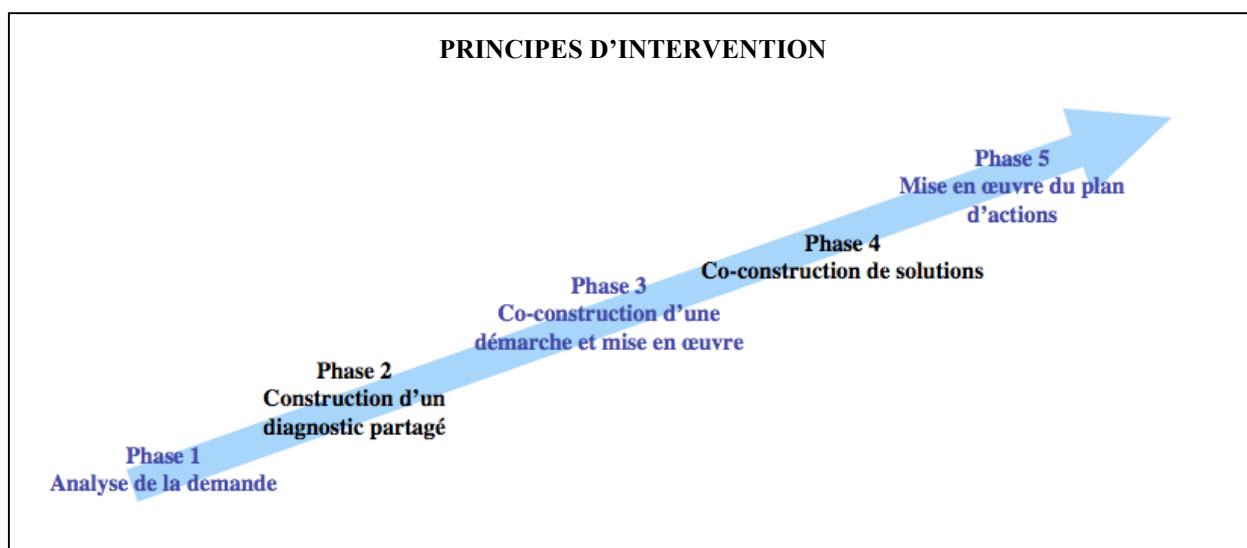 PRINCIPES D’INTERVENTION
Phase 1
Analyse de la demande
Phase 2
Construction d’un
diagnostic partagé
Phase 3
Co-construction d’une
démarche et mise en œuvre
Phase 4
Co-construction de solutions
Phase 5
Mise en œuvre du plan
d’actions